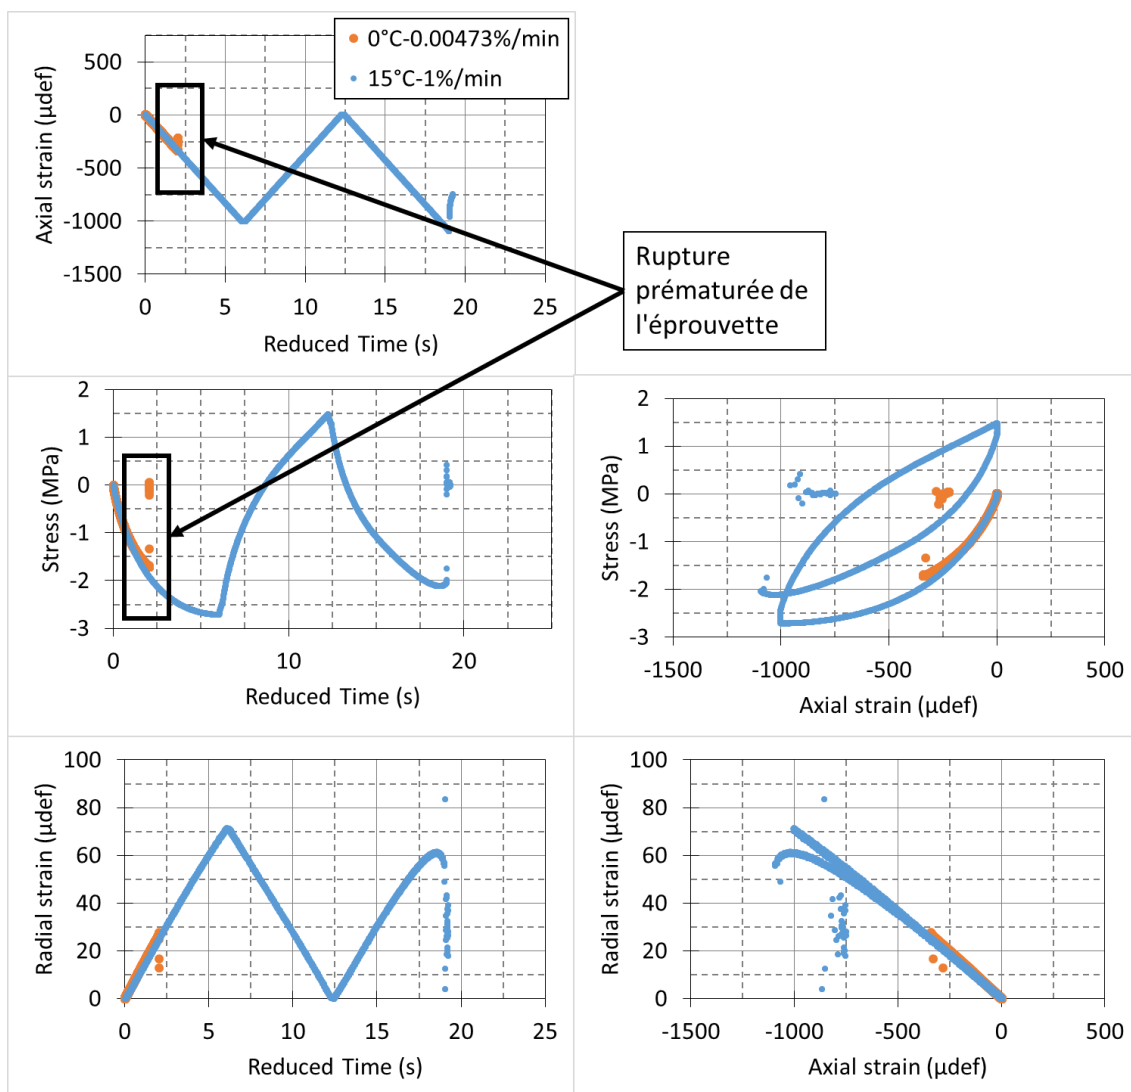 0°C-0.00473%/min
15°C-1%/min
Axial strain (µdef)
500
0
-500
-1000
-1500
0 5 10 15 20 25
Reduced Time (s)
Rupture
prématurée de
l'éprouvette
Stress (MPa)
2
1
0
-1
-2
-3
0 10 20
Reduced Time (s)
Stress (MPa)
2
1
0
-1
-2
-3
-1500 -1000 -500 0 500
Axial strain (µdef)
Radial strain (µdef)
100
80
60
40
20
0
0 5 10 15 20 25
Reduced Time (s)
Radial strain (µdef)
100
80
60
40
20
0
-1500 -1000 -500 0 500
Axial strain (µdef)